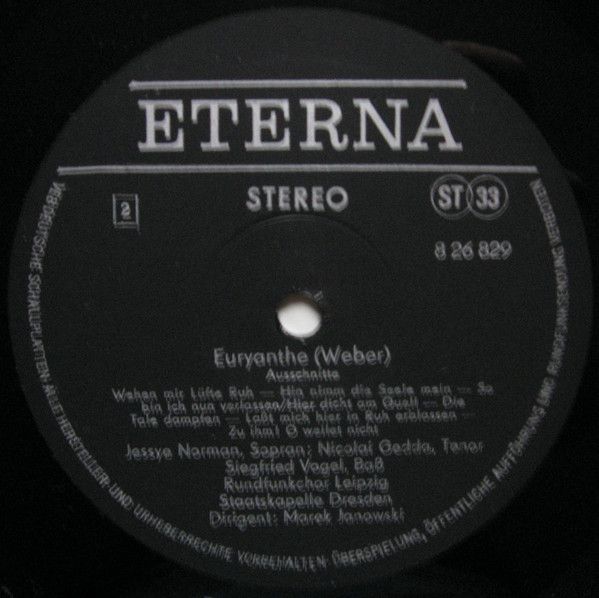 ETERNA
2
STEREO
ST 33
8 26 829
Euryanthe (Weber)
Ausschnitte
Wehen mir Lüfte Ruh — Hin nimm die Seele mein — So
bin ich nun verlassen/Hier dicht am Quell — Die
Tale dampfen — Laßt mich hier in Ruh erblassen —
Zu ihm! O weilet nicht
Jessye Norman, Sopran; Nicolai Gedda, Tenor
Siegfried Vogel, Baß
Rundfunkchor Leipzig
Staatskapelle Dresden
Dirigent: Marek Janowski
VEB DEUTSCHE SCHALLPLATTEN · ALLE HERSTELLER- UND URHEBERRECHTE VORBEHALTEN · ÜBERSPIELUNG, ÖFFENTLICHE AUFFÜHRUNG UND RUNDFUNKSENDUNG VERBOTEN